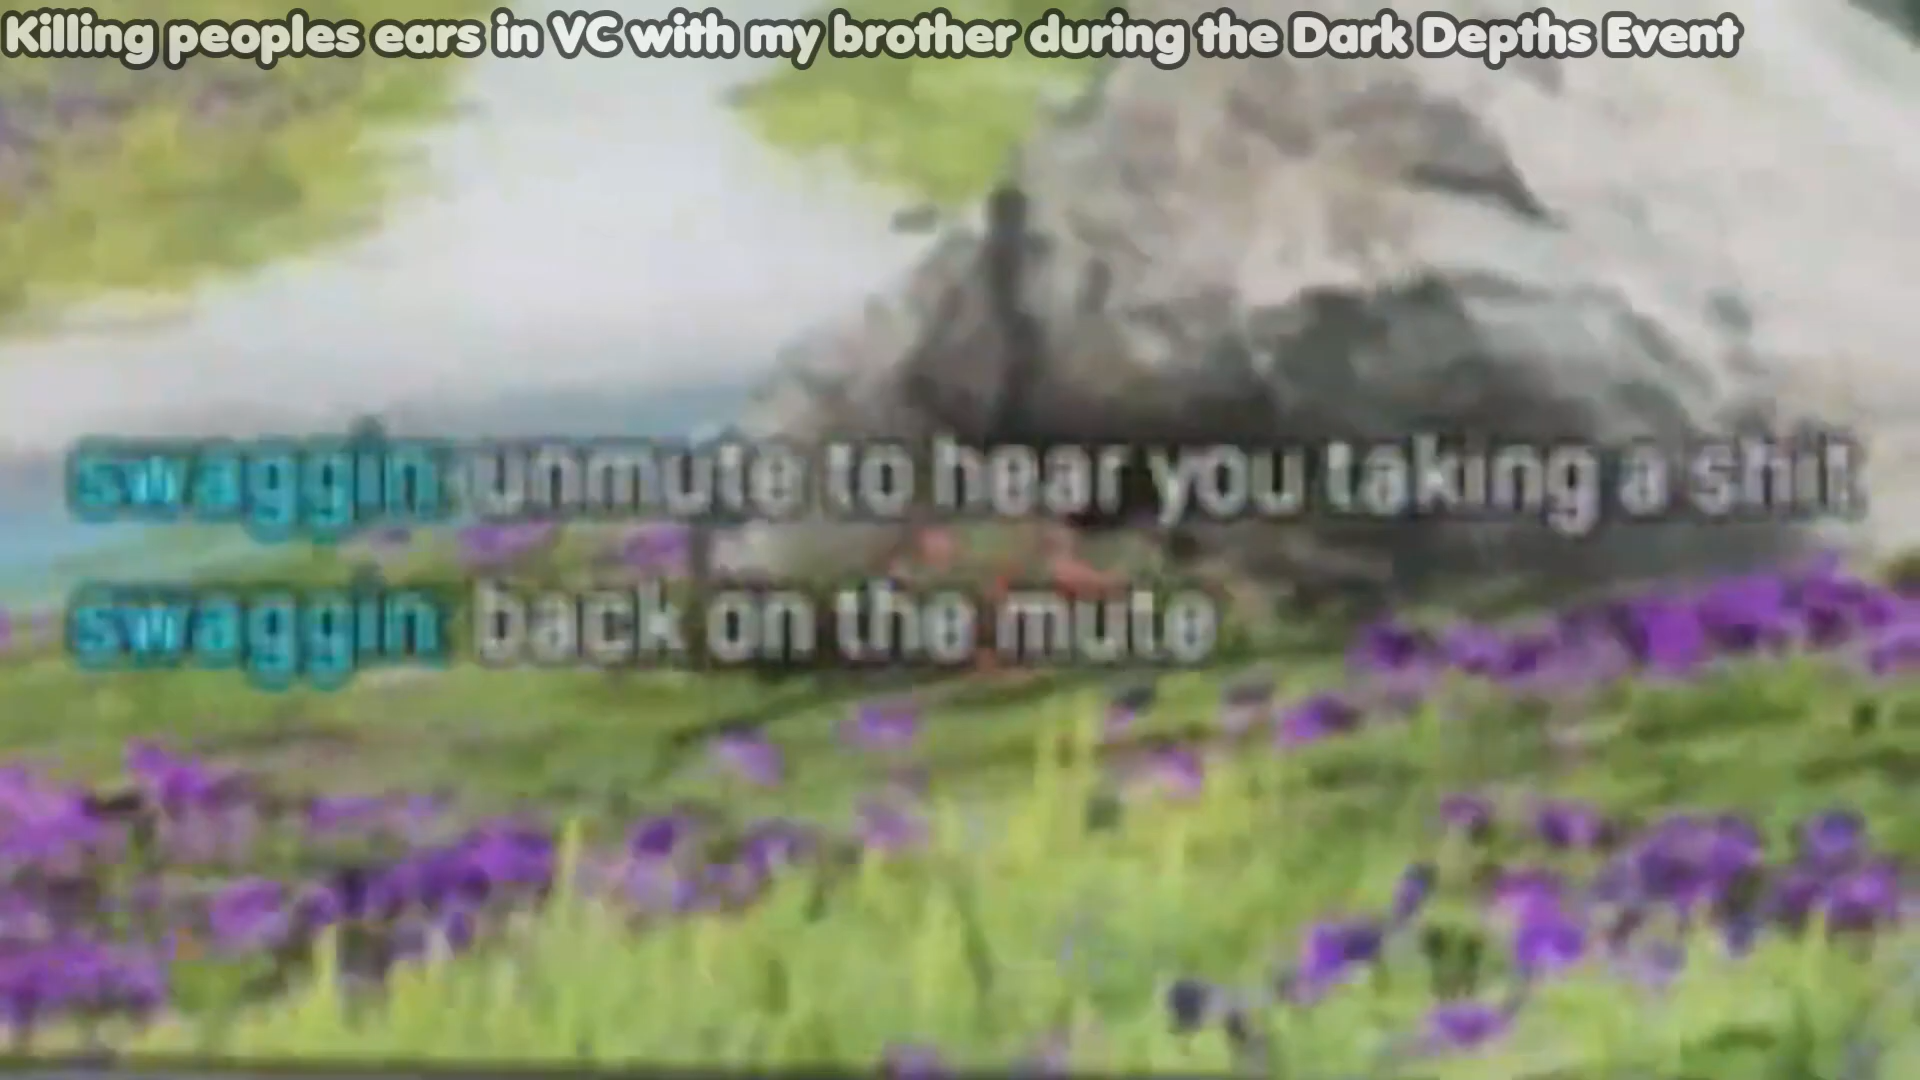 Killing peoples ears in VC with my brother during the Dark Depths Event
swaggin unmute to hear you taking a shit
swaggin back on the mute